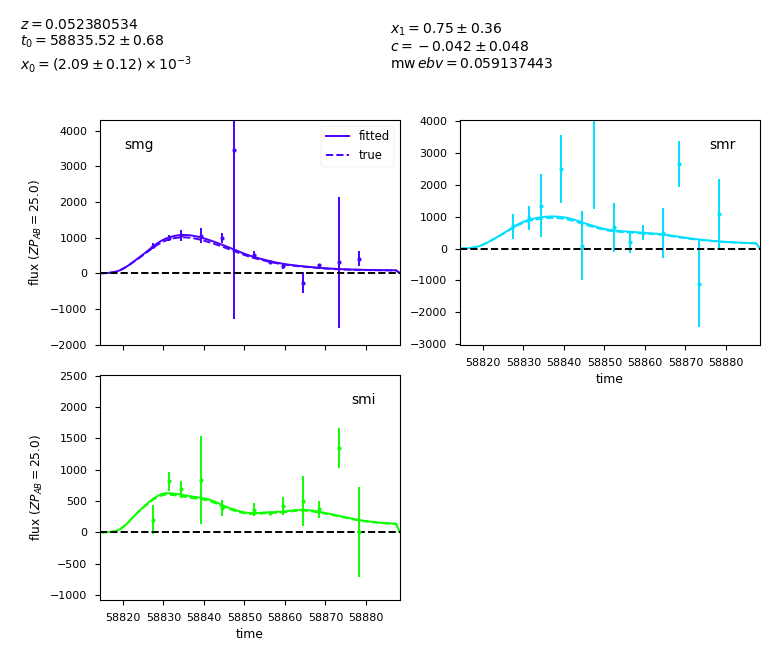 z = 0.052380534
t₀ = 58835.52 ± 0.68
x₀ = (2.09 ± 0.12) × 10⁻³
x₁ = 0.75 ± 0.36
c = −0.042 ± 0.048
mw ebv = 0.059137443
smg
fitted
true
4000
3000
2000
1000
0
−1000
−2000
flux (ZP_AB = 25.0)
smr
4000
3000
2000
1000
0
−1000
−2000
−3000
58820 58830 58840 58850 58860 58870 58880
time
smi
2500
2000
1500
1000
500
0
−500
−1000
flux (ZP_AB = 25.0)
58820 58830 58840 58850 58860 58870 58880
time